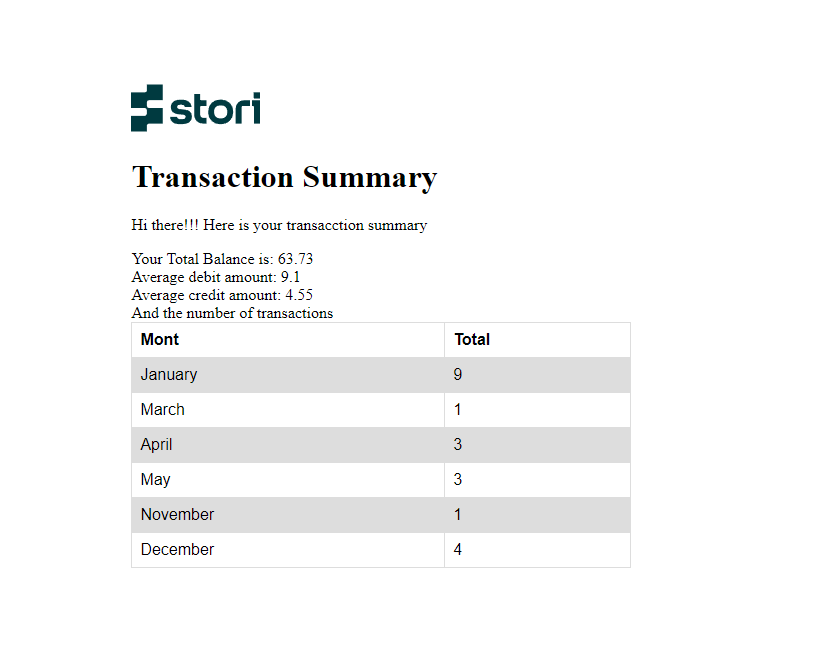 stori
Transaction Summary
Hi there!!! Here is your transacction summary
Your Total Balance is: 63.73
Average debit amount: 9.1
Average credit amount: 4.55
And the number of transactions
Mont Total
January 9
March 1
April 3
May 3
November 1
December 4